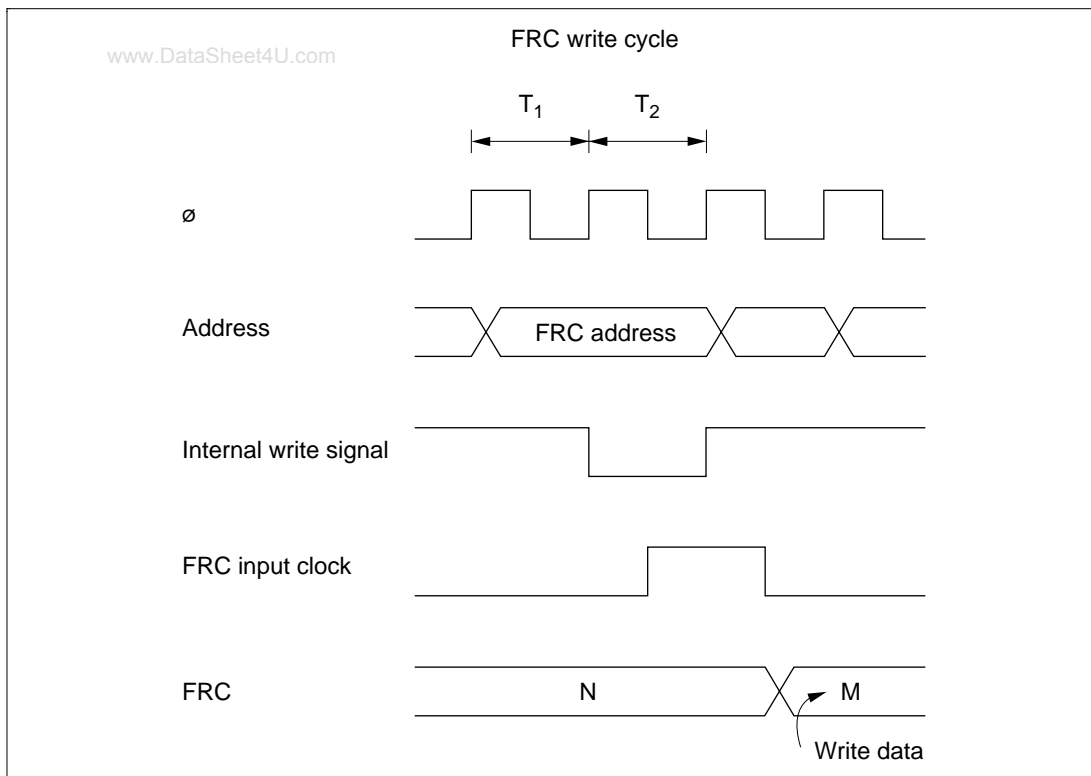 FRC write cycle
www.DataSheet4U.com
T1 T2
ø
Address
FRC address
Internal write signal
FRC input clock
FRC
N
M
Write data